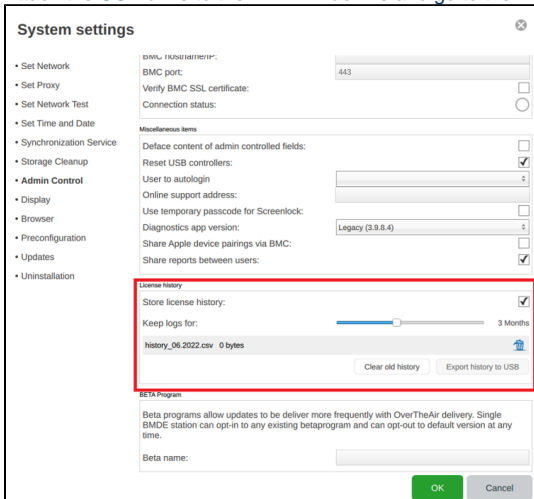 System settings
• Set Network
• Set Proxy
• Set Network Test
• Set Time and Date
• Synchronization Service
• Storage Cleanup
• Admin Control
• Display
• Browser
• Preconfiguration
• Updates
• Uninstallation
BMC hostname/IP:
BMC port: 443
Verify BMC SSL certificate:
Connection status:
Miscellaneous items
Deface content of admin controlled fields:
Reset USB controllers:
User to autologin
Online support address:
Use temporary passcode for Screenlock:
Diagnostics app version: Legacy (3.9.8.4)
Share Apple device pairings via BMC:
Share reports between users:
License history
Store license history:
Keep logs for: 3 Months
history_06.2022.csv 0 bytes
Clear old history Export history to USB
BETA Program
Beta programs allow updates to be deliver more frequently with OverTheAir delivery. Single
BMDE station can opt-in to any existing betaprogram and can opt-out to default version at any
time.
Beta name:
OK Cancel